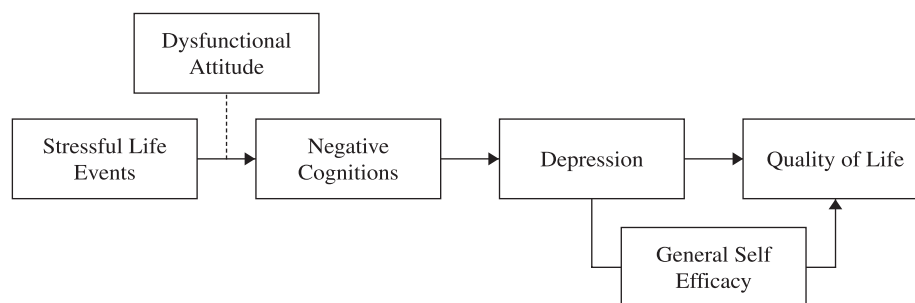 Dysfunctional
Attitude
Stressful Life
Events
Negative
Cognitions
Depression
Quality of Life
General Self
Efficacy